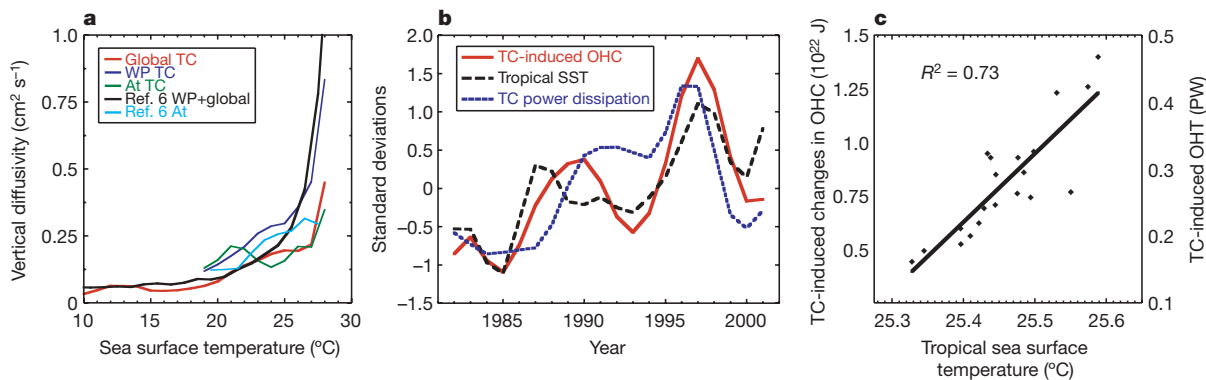 a
Vertical diffusivity (cm² s⁻¹)
1.0
0.75
0.5
0.25
0
Global TC
WP TC
At TC
Ref. 6 WP+global
Ref. 6 At
10 15 20 25 30
Sea surface temperature (ºC)
b
Standard deviations
2.0
1.5
1.0
0.5
0
−0.5
−1
−1.5
TC-induced OHC
Tropical SST
TC power dissipation
1985 1990 1995 2000
Year
c
TC-induced changes in OHC (10²² J)
1.5
1.25
1.0
0.75
0.5
R² = 0.73
0.5
0.4
0.3
0.2
0.1
TC-induced OHT (PW)
25.3 25.4 25.5 25.6
Tropical sea surface
temperature (ºC)